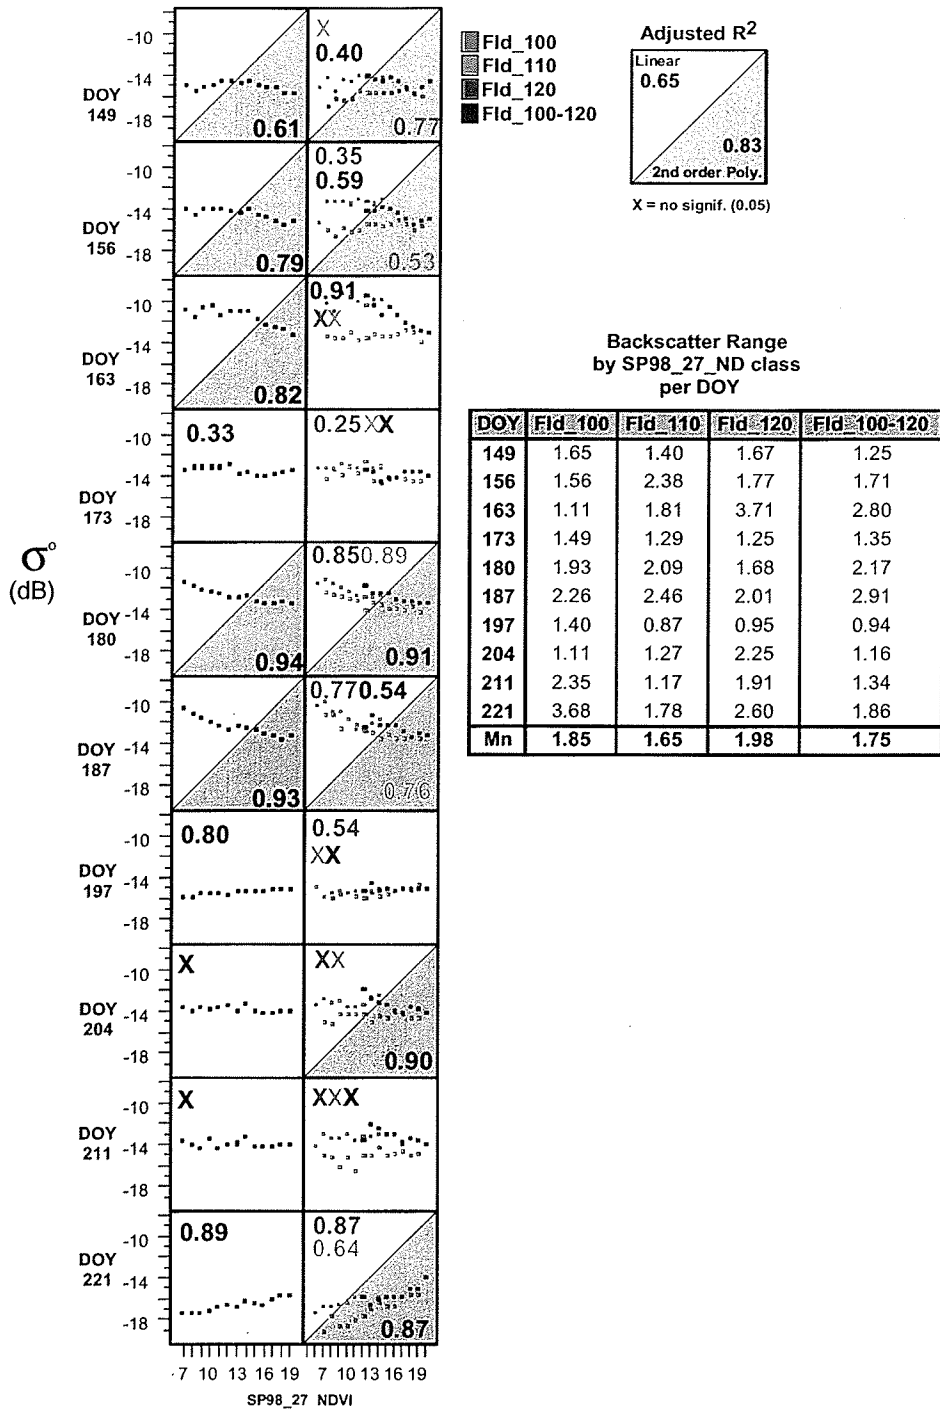 Fld_100
Fld_110
Fld_120
Fld_100-120
Adjusted R2
Linear
0.65
0.83
2nd order Poly.
X = no signif. (0.05)
σ°
(dB)
DOY
149
-10
-14
-18
0.61
X
0.40
0.77
DOY
156
-10
-14
-18
0.79
0.35
0.59
0.53
DOY
163
-10
-14
-18
0.82
0.91
XX
DOY
173
-10
-14
-18
0.33
0.25XX
DOY
180
-10
-14
-18
0.94
0.850.89
0.91
DOY
187
-10
-14
-18
0.93
0.770.54
0.76
DOY
197
-10
-14
-18
0.80
0.54
XX
DOY
204
-10
-14
-18
X
XX
0.90
DOY
211
-10
-14
-18
X
XXX
DOY
221
-10
-14
-18
0.89
0.87
0.64
0.87
7 10 13 16 19 7 10 13 16 19
SP98_27 NDVI
Backscatter Range
by SP98_27_ND class
per DOY
DOY Fld_100 Fld_110 Fld_120 Fld_100-120
149 1.65 1.40 1.67 1.25
156 1.56 2.38 1.77 1.71
163 1.11 1.81 3.71 2.80
173 1.49 1.29 1.25 1.35
180 1.93 2.09 1.68 2.17
187 2.26 2.46 2.01 2.91
197 1.40 0.87 0.95 0.94
204 1.11 1.27 2.25 1.16
211 2.35 1.17 1.91 1.34
221 3.68 1.78 2.60 1.86
Mn 1.85 1.65 1.98 1.75